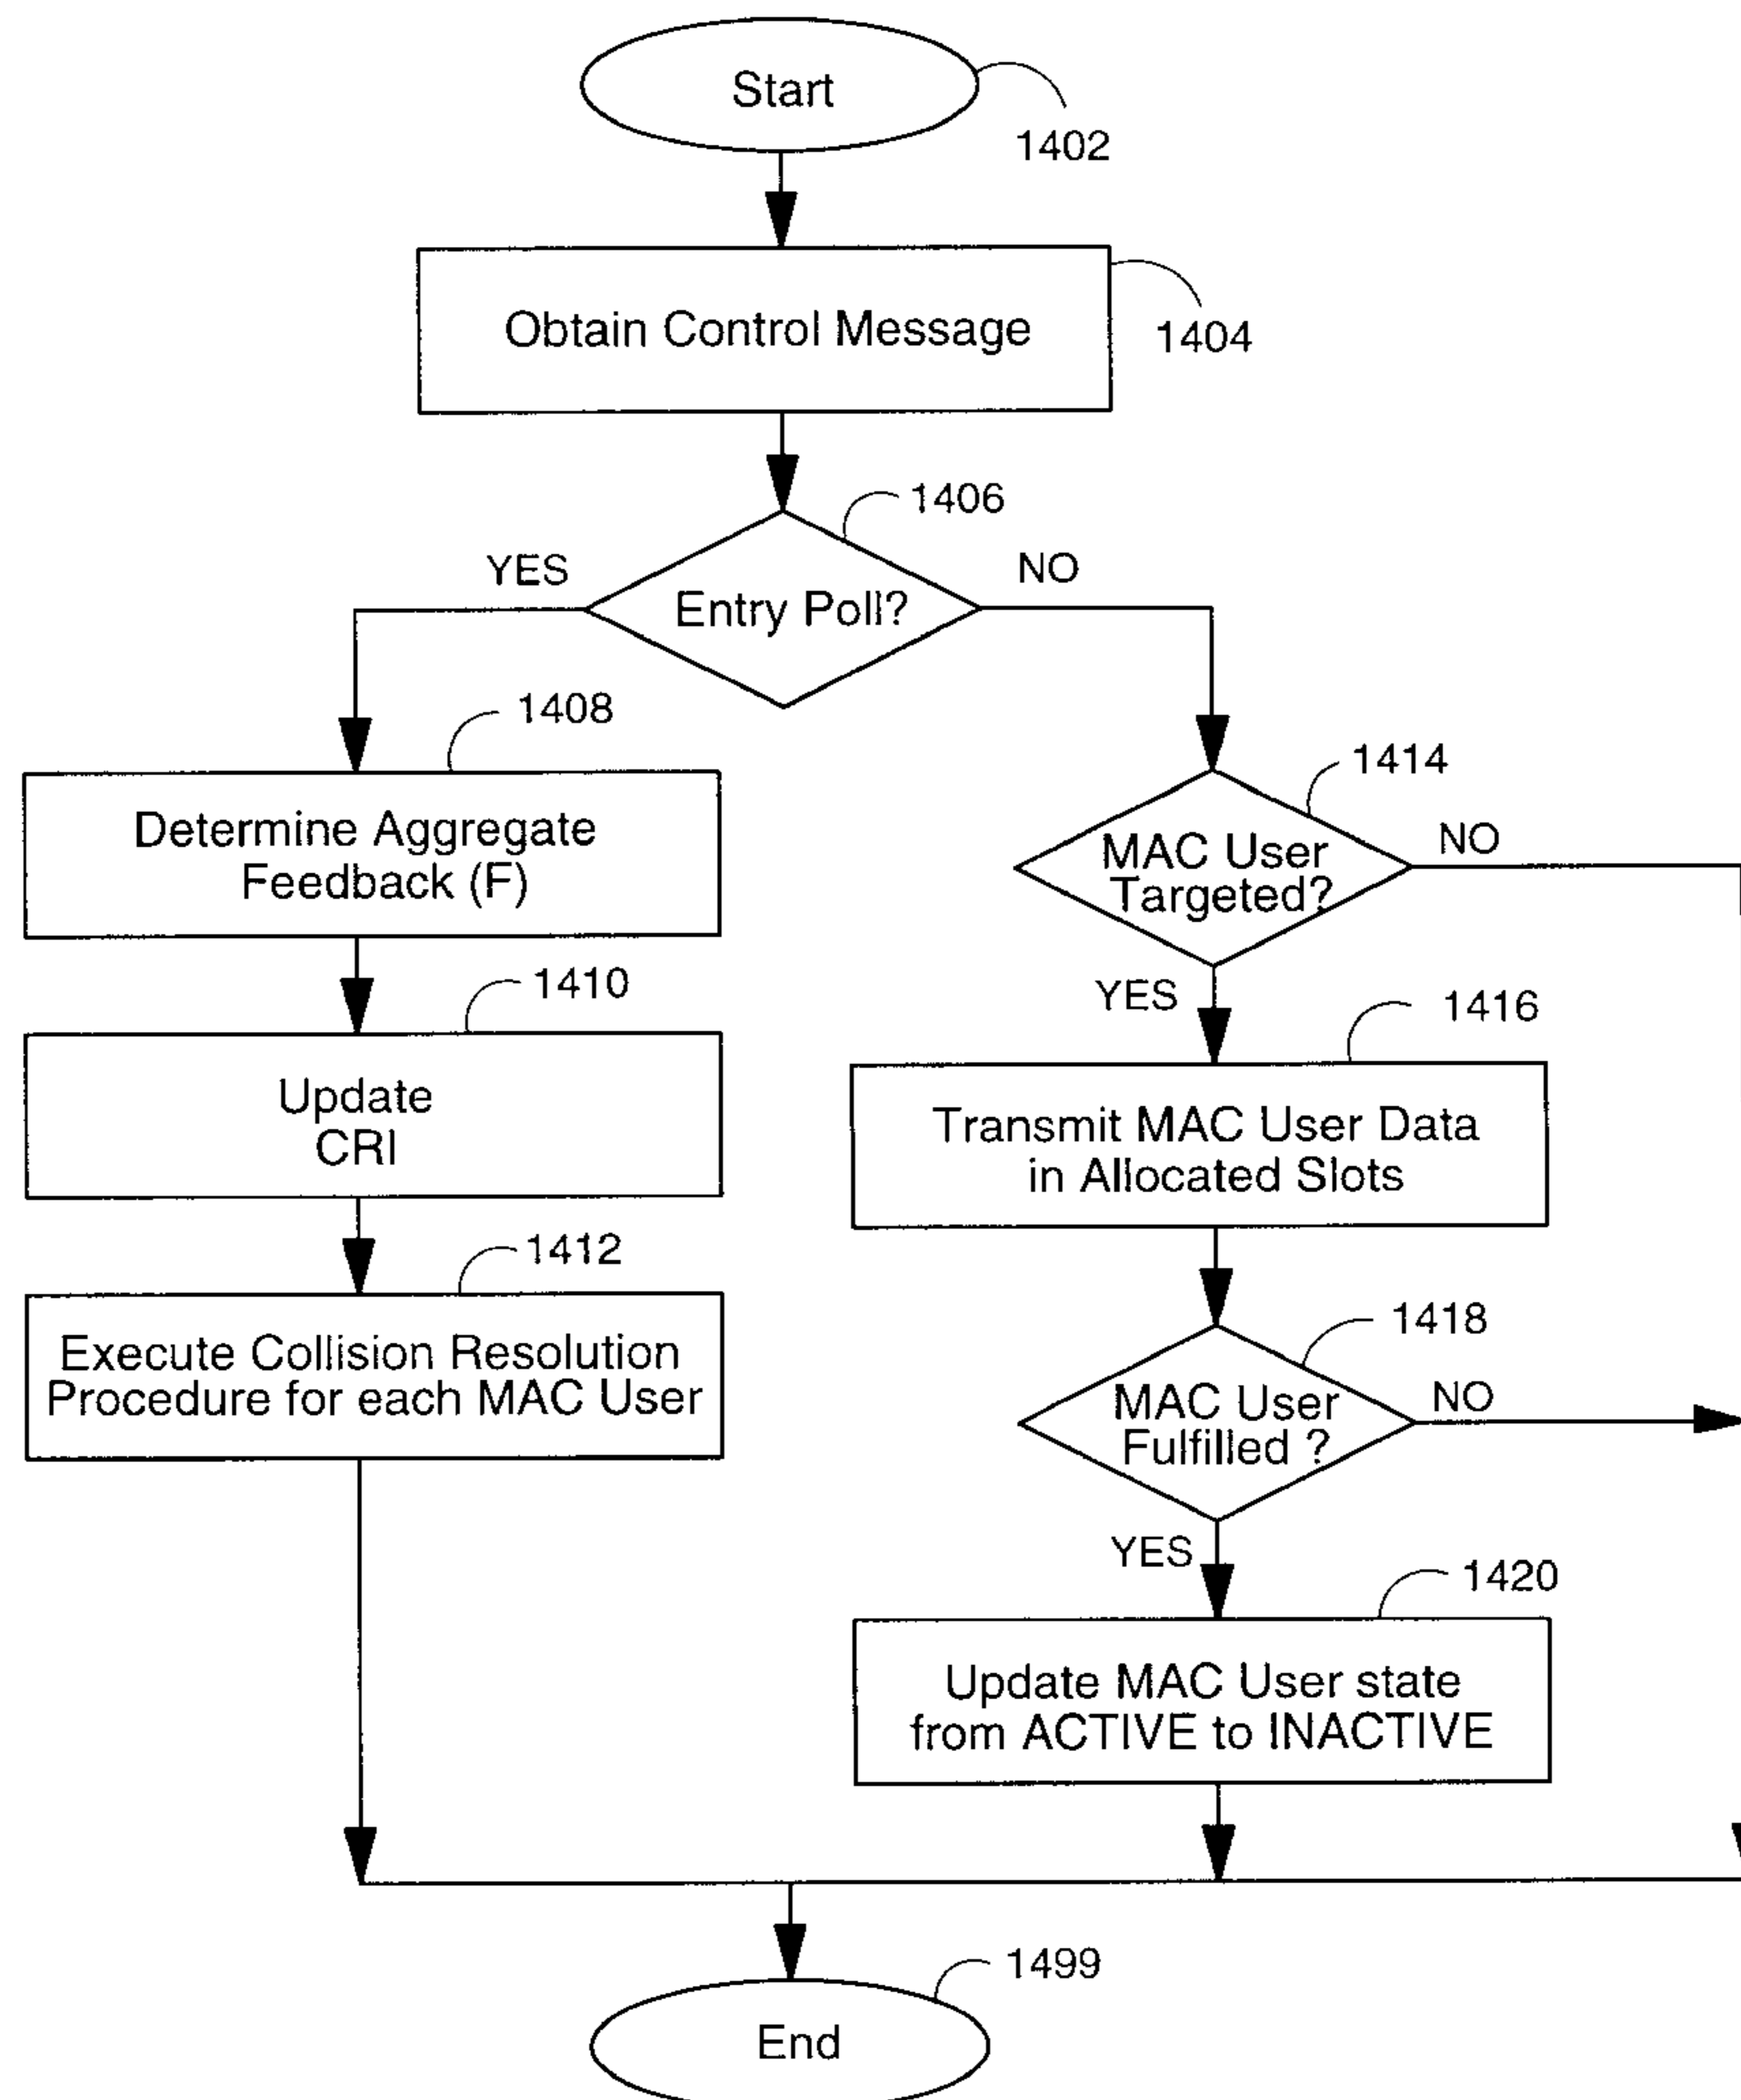 Start
1402
Obtain Control Message
1404
1406
YES
NO
Entry Poll?
1408
Determine Aggregate
Feedback (F)
1414
MAC User
Targeted?
NO
1410
YES
Update
CRI
1416
Transmit MAC User Data
in Allocated Slots
1412
Execute Collision Resolution
Procedure for each MAC User
1418
MAC User
Fulfilled ?
NO
YES
1420
Update MAC User state
from ACTIVE to INACTIVE
1499
End